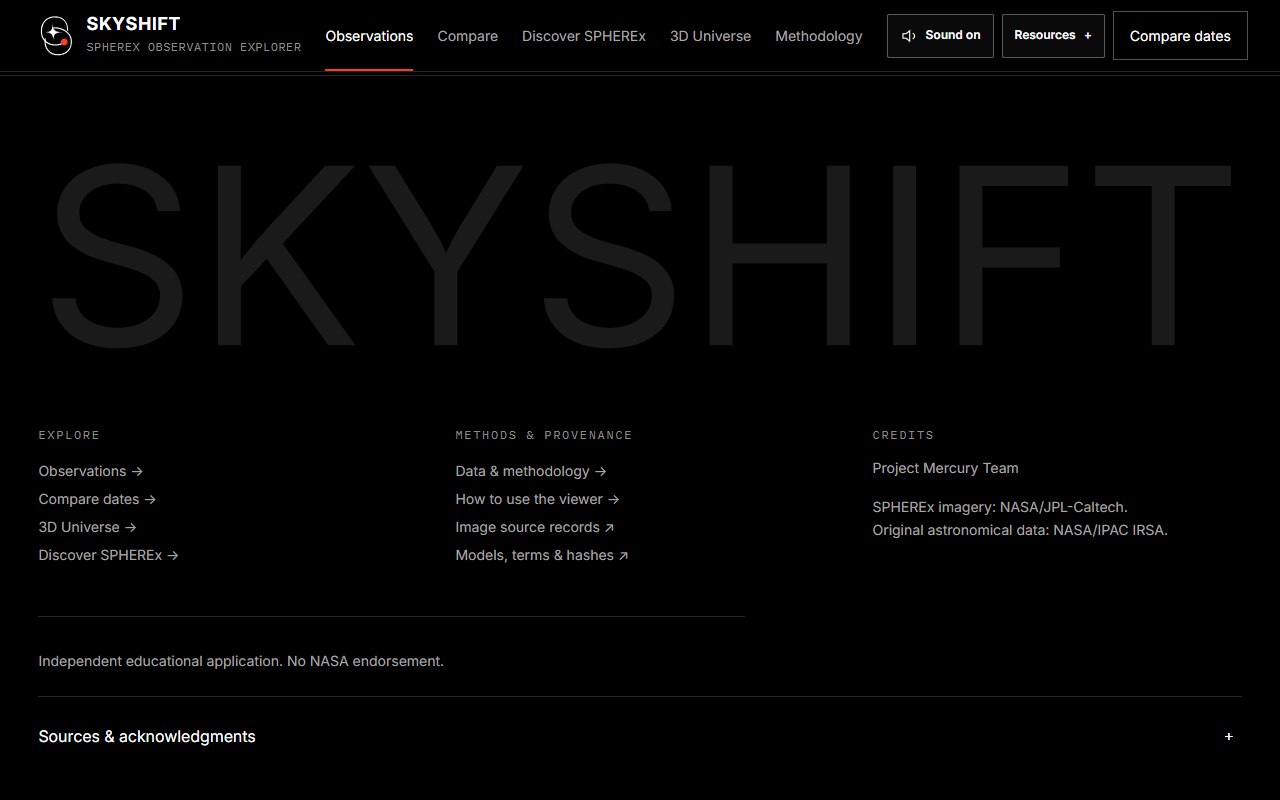 SKYSHIFT
SPHEREX OBSERVATION EXPLORER
Observations
Compare
Discover SPHEREx
3D Universe
Methodology
Sound on
Resources +
Compare dates
SKYSHIFT
EXPLORE
Observations →
Compare dates →
3D Universe →
Discover SPHEREx →
METHODS & PROVENANCE
Data & methodology →
How to use the viewer →
Image source records ↗
Models, terms & hashes ↗
CREDITS
Project Mercury Team
SPHEREx imagery: NASA/JPL-Caltech.
Original astronomical data: NASA/IPAC IRSA.
Independent educational application. No NASA endorsement.
Sources & acknowledgments +